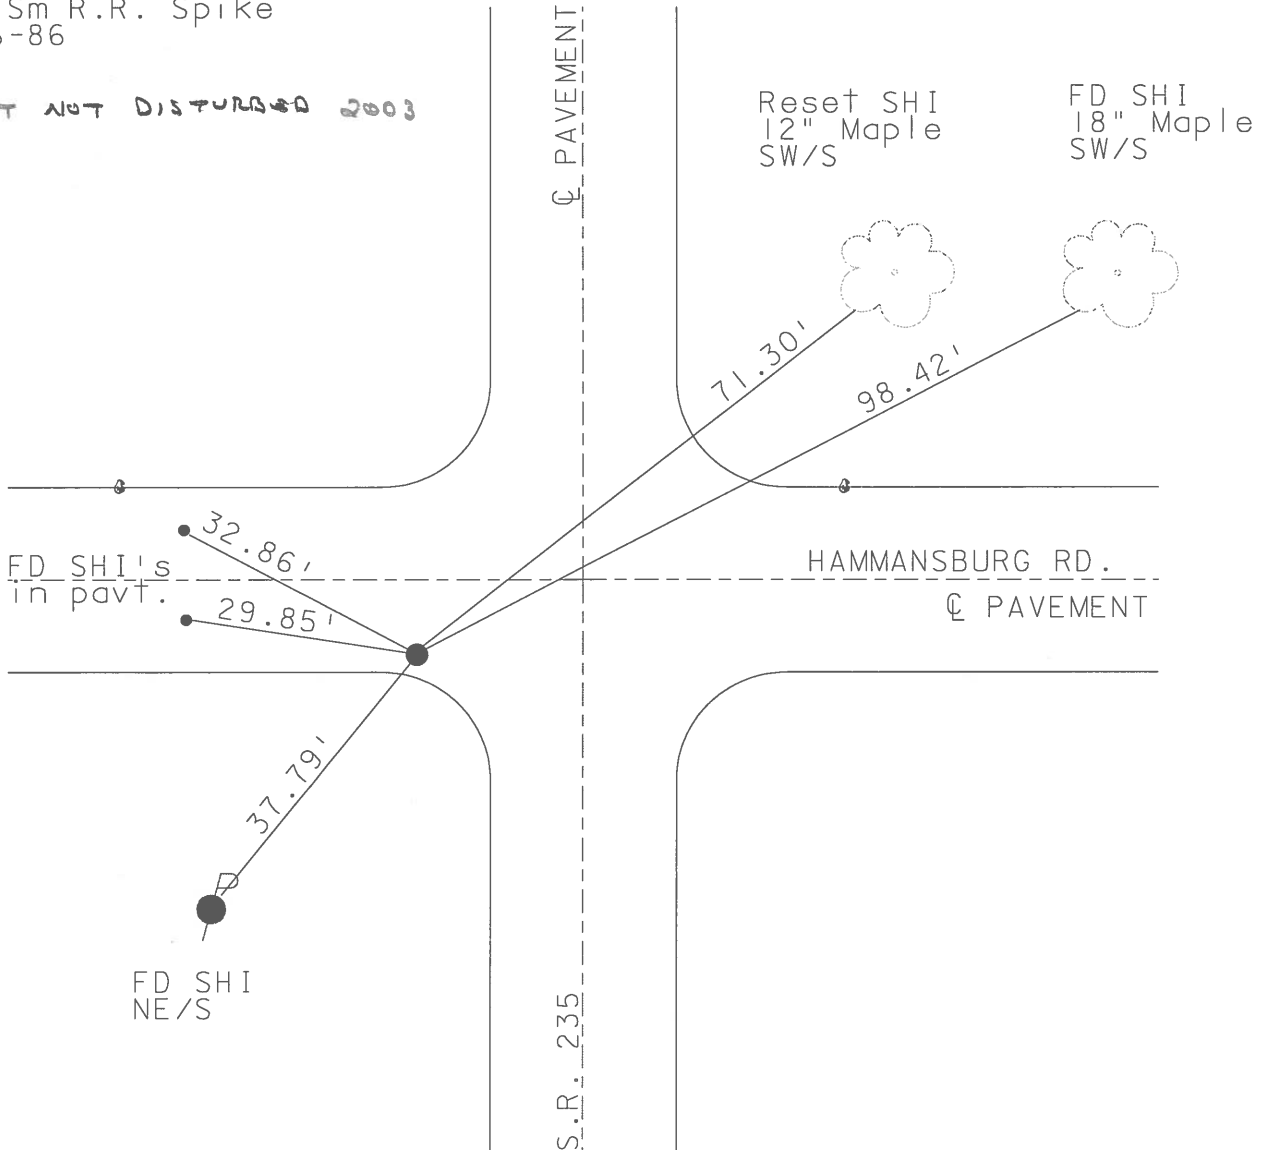 Sm R.R. Spike
-86
NOT DISTURBED 2003
℄ PAVEMENT
Reset SHI
12" Maple
SW/S
FD SHI
18" Maple
SW/S
71.30'
98.42'
32.86'
FD SHI's
in pavt.
29.85'
HAMMANSBURG RD.
℄ PAVEMENT
37.79'
P
FD SHI
NE/S
S.R. 235